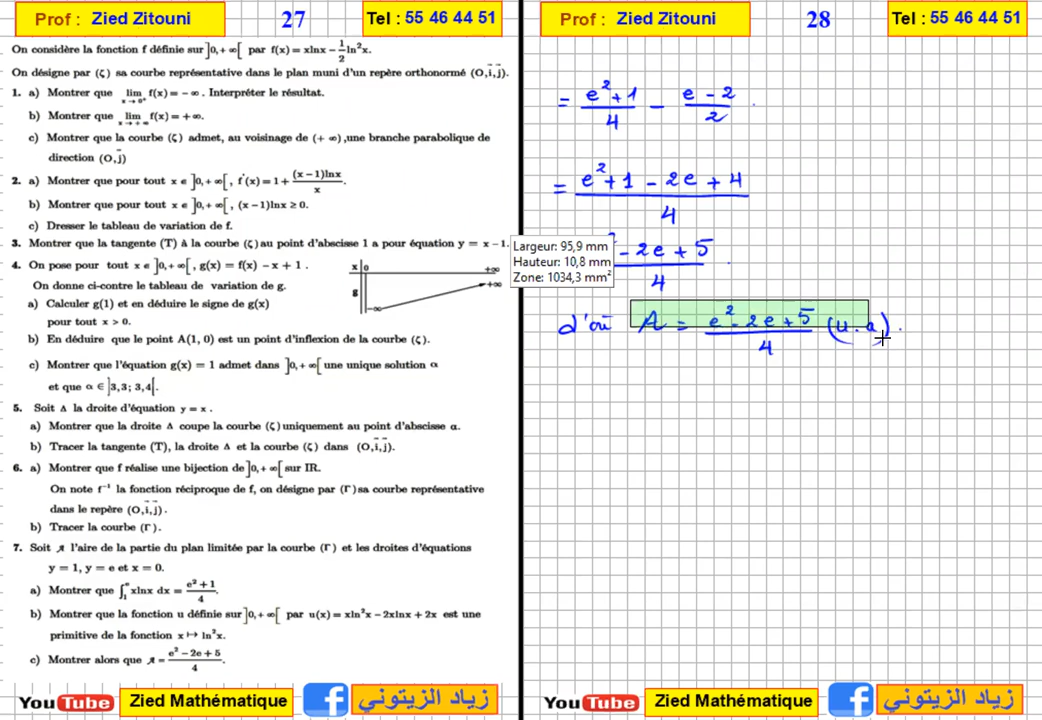 Prof : Zied Zitouni
27
Tel : 55 46 44 51
On considère la fonction f définie sur ]0,+ ∞[ par f(x) = xlnx − 1/2 ln²x.
On désigne par (ζ) sa courbe représentative dans le plan muni d'un repère orthonormé (O,i,j).
1. a) Montrer que lim x→0⁺ f(x) = − ∞ . Interpréter le résultat.
b) Montrer que lim x→+∞ f(x) = +∞.
c) Montrer que la courbe (ζ) admet, au voisinage de (+ ∞) ,une branche parabolique de
direction (O,j)
2. a) Montrer que pour tout x ∈ ]0,+ ∞[ , f'(x) = 1 + (x − 1)lnx / x.
b) Montrer que pour tout x ∈ ]0,+ ∞[ , (x − 1)lnx ≥ 0.
c) Dresser le tableau de variation de f.
3. Montrer que la tangente (T) à la courbe (ζ) au point d'abscisse 1 a pour équation y = x − 1.
4. On pose pour tout x ∈ ]0,+ ∞[ , g(x) = f(x) − x + 1 .
On donne ci-contre le tableau de variation de g.
x 0 +∞
g −∞ +∞
a) Calculer g(1) et en déduire le signe de g(x)
pour tout x > 0.
b) En déduire que le point A(1, 0) est un point d'inflexion de la courbe (ζ).
c) Montrer que l'équation g(x) = 1 admet dans ]0,+ ∞[ une unique solution α
et que α ∈ ]3,3; 3,4[.
5. Soit Δ la droite d'équation y = x .
a) Montrer que la droite Δ coupe la courbe (ζ) uniquement au point d'abscisse α.
b) Tracer la tangente (T), la droite Δ et la courbe (ζ) dans (O,i,j).
6. a) Montrer que f réalise une bijection de ]0,+ ∞[ sur IR.
On note f⁻¹ la fonction réciproque de f, on désigne par (Γ) sa courbe représentative
dans le repère (O,i,j) .
b) Tracer la courbe (Γ).
7. Soit 𝒜 l'aire de la partie du plan limitée par la courbe (Γ) et les droites d'équations
y = 1, y = e et x = 0.
a) Montrer que ∫₁ᵉ xlnx dx = (e² + 1)/4.
b) Montrer que la fonction u définie sur ]0,+ ∞[ par u(x) = xln²x − 2xlnx + 2x est une
primitive de la fonction x ↦ ln²x.
c) Montrer alors que 𝒜 = (e² − 2e + 5)/4.
You Tube
Zied Mathématique
f
زياد الزيتوني
Prof : Zied Zitouni
28
Tel : 55 46 44 51
= (e² + 1)/4 − (e − 2)/2 .
= (e² + 1 − 2e + 4)/4
² − 2e + 5 / 4 .
Largeur: 95,9 mm
Hauteur: 10,8 mm
Zone: 1034,3 mm²
d'où A = (e² − 2e + 5)/4 (u.a) .
You Tube
Zied Mathématique
f
زياد الزيتوني